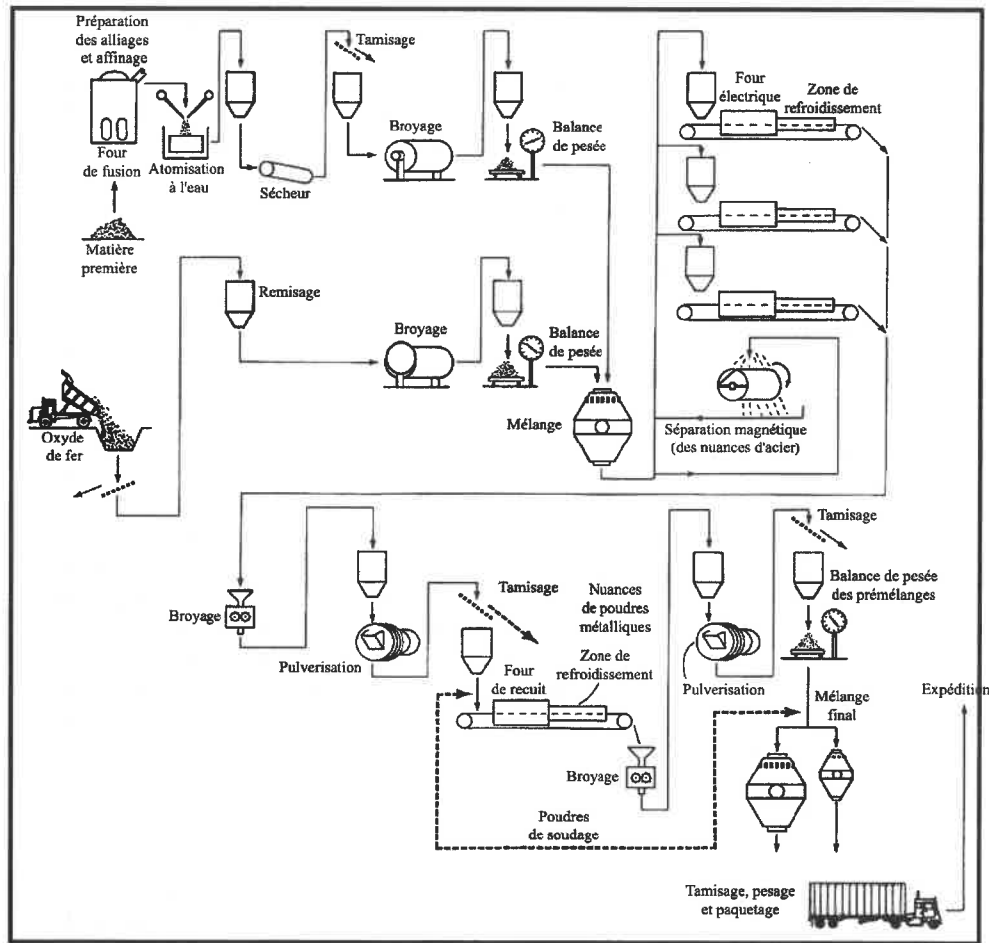 Préparation
des alliages
et affinage
Tamisage
Four
électrique
Zone de
refroidissement
Four
de fusion
Atomisation
à l'eau
Sécheur
Broyage
Balance
de pesée
Matière
première
Remisage
Broyage
Balance
de pesée
Mélange
Séparation magnétique
(des nuances d'acier)
Oxyde
de fer
Tamisage
Broyage
Tamisage
Nuances
de poudres
métalliques
Balance de pesée
des prémélanges
Pulverisation
Four
de recuit
Zone de
refroidissement
Pulverisation
Expédition
Mélange
final
Broyage
Poudres
de soudage
Tamisage, pesage
et paquetage